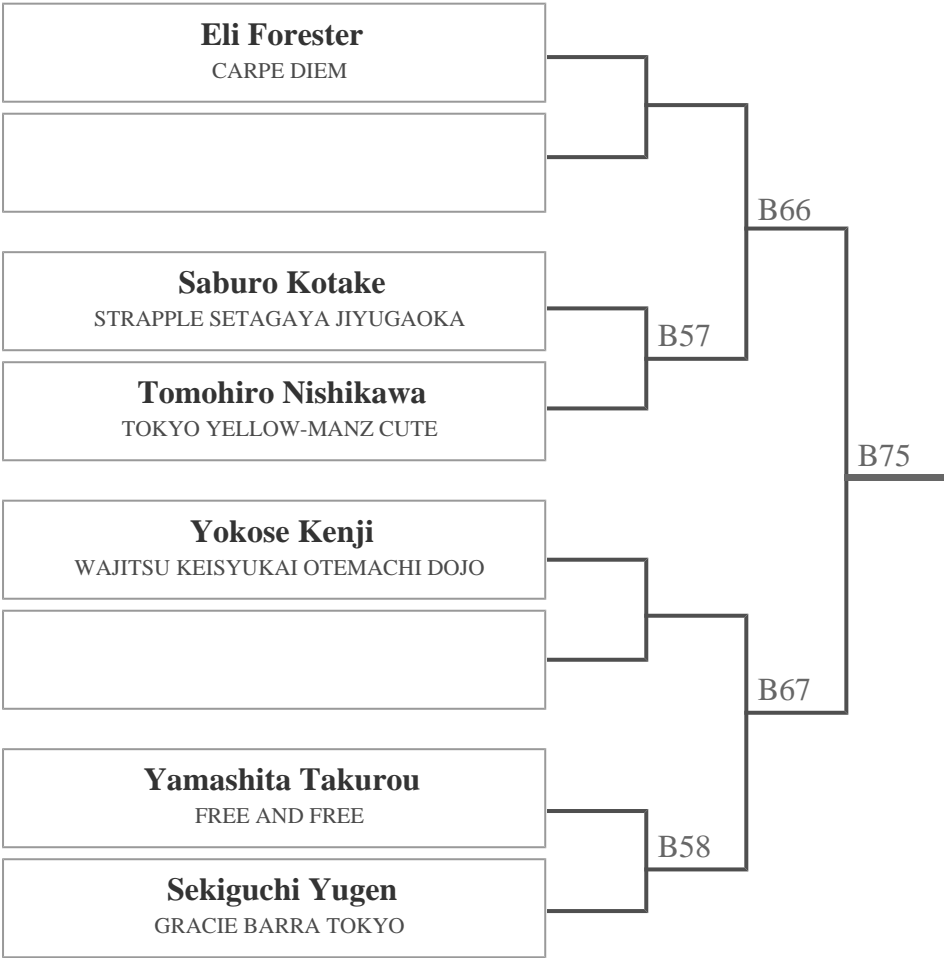 Eli Forester
CARPE DIEM
B66
Saburo Kotake
STRAPPLE SETAGAYA JIYUGAOKA
B57
Tomohiro Nishikawa
TOKYO YELLOW-MANZ CUTE
B75
Yokose Kenji
WAJITSU KEISYUKAI OTEMACHI DOJO
B67
Yamashita Takurou
FREE AND FREE
B58
Sekiguchi Yugen
GRACIE BARRA TOKYO